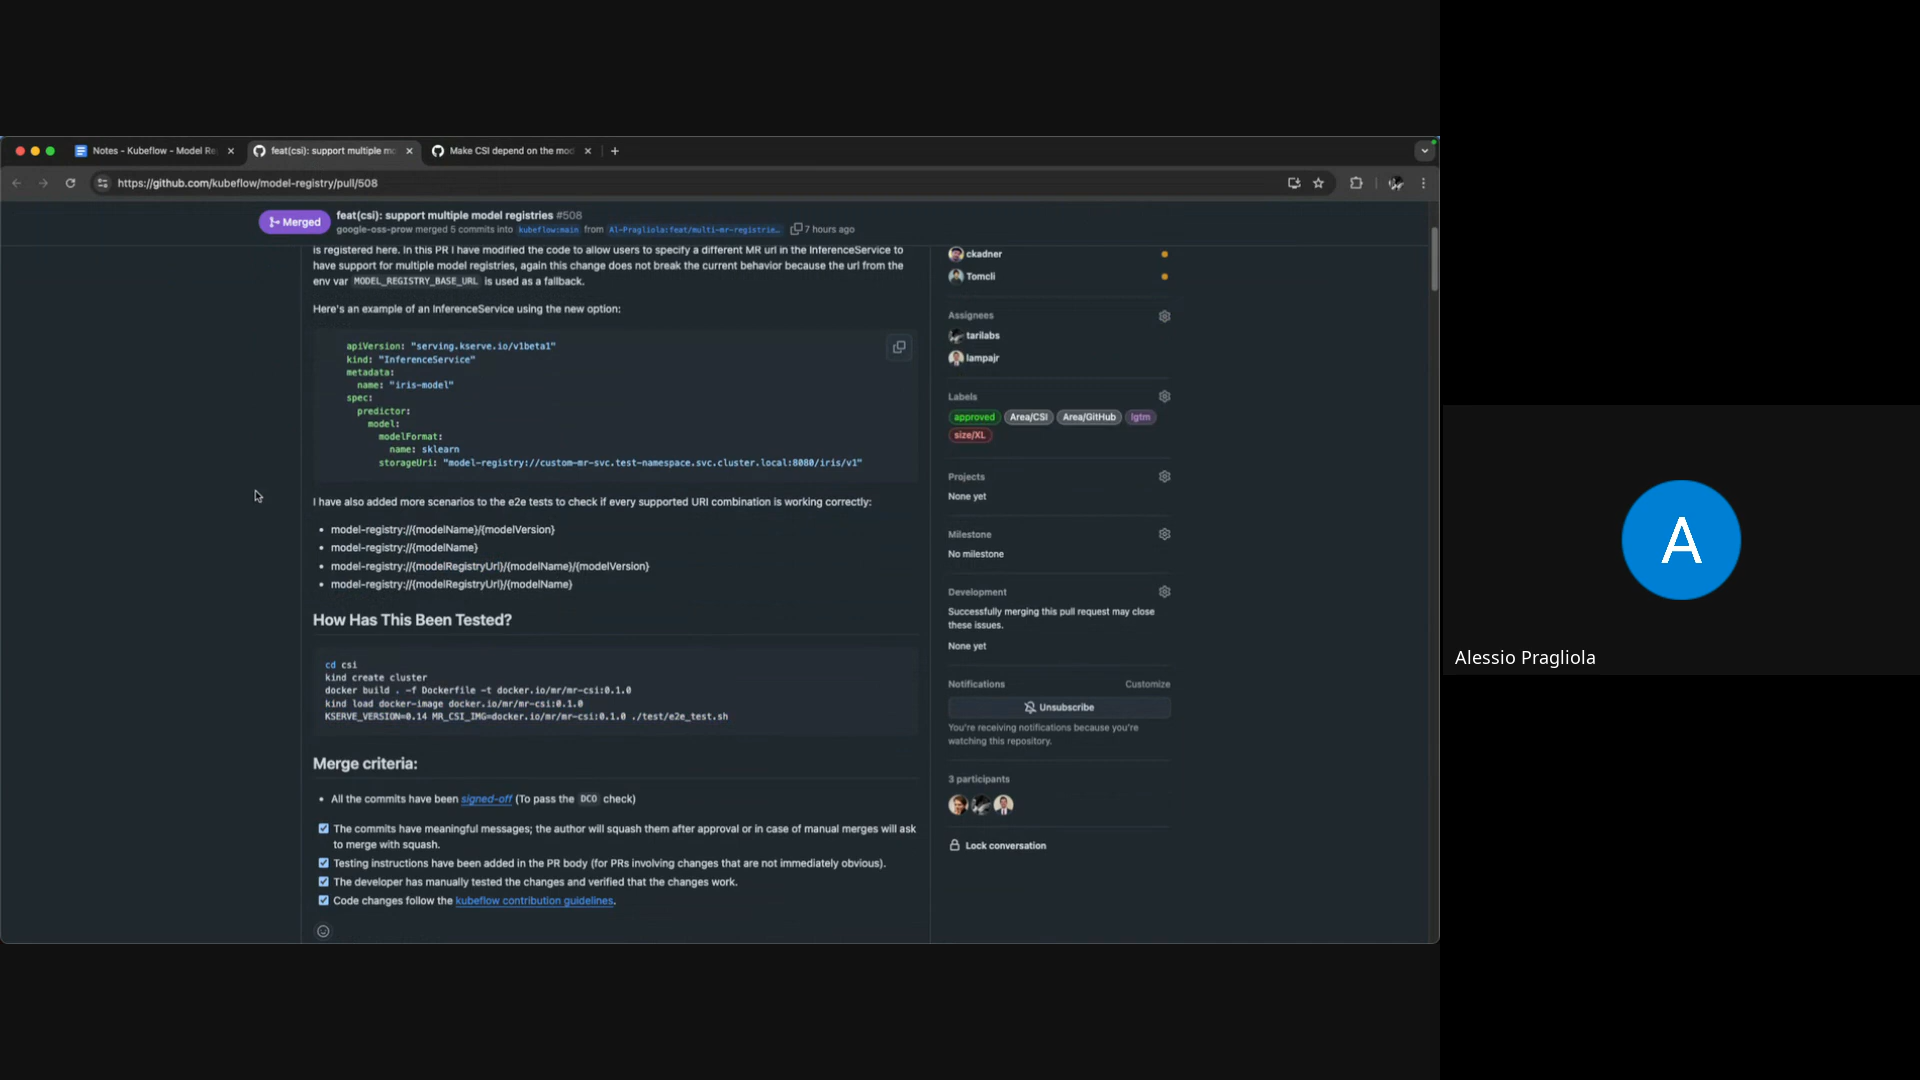 Notes - Kubeflow - Model Re
feat(csi): support multiple mo
Make CSI depend on the mod
https://github.com/kubeflow/model-registry/pull/508
Merged
feat(csi): support multiple model registries #508
google-oss-prow merged 5 commits into kubeflow:main from Al-Pragliola:feat/multi-mr-registrie… 7 hours ago
is registered here. In this PR I have modified the code to allow users to specify a different MR url in the InferenceService to
have support for multiple model registries, again this change does not break the current behavior because the url from the
env var MODEL_REGISTRY_BASE_URL is used as a fallback.
Here's an example of an InferenceService using the new option:
apiVersion: "serving.kserve.io/v1beta1"
kind: "InferenceService"
metadata:
name: "iris-model"
spec:
predictor:
model:
modelFormat:
name: sklearn
storageUri: "model-registry://custom-mr-svc.test-namespace.svc.cluster.local:8080/iris/v1"
I have also added more scenarios to the e2e tests to check if every supported URI combination is working correctly:
• model-registry://{modelName}/{modelVersion}
• model-registry://{modelName}
• model-registry://{modelRegistryUrl}/{modelName}/{modelVersion}
• model-registry://{modelRegistryUrl}/{modelName}
How Has This Been Tested?
cd csi
kind create cluster
docker build . -f Dockerfile -t docker.io/mr/mr-csi:0.1.0
kind load docker-image docker.io/mr/mr-csi:0.1.0
KSERVE_VERSION=0.14 MR_CSI_IMG=docker.io/mr/mr-csi:0.1.0 ./test/e2e_test.sh
Merge criteria:
• All the commits have been signed-off (To pass the DCO check)
The commits have meaningful messages; the author will squash them after approval or in case of manual merges will ask
to merge with squash.
Testing instructions have been added in the PR body (for PRs involving changes that are not immediately obvious).
The developer has manually tested the changes and verified that the changes work.
Code changes follow the kubeflow contribution guidelines.
ckadner
Tomcli
Assignees
tarilabs
lampajr
Labels
approved Area/CSI Area/GitHub lgtm
size/XL
Projects
None yet
Milestone
No milestone
Development
Successfully merging this pull request may close
these issues.
None yet
Notifications Customize
Unsubscribe
You're receiving notifications because you're
watching this repository.
3 participants
Lock conversation
A
Alessio Pragliola